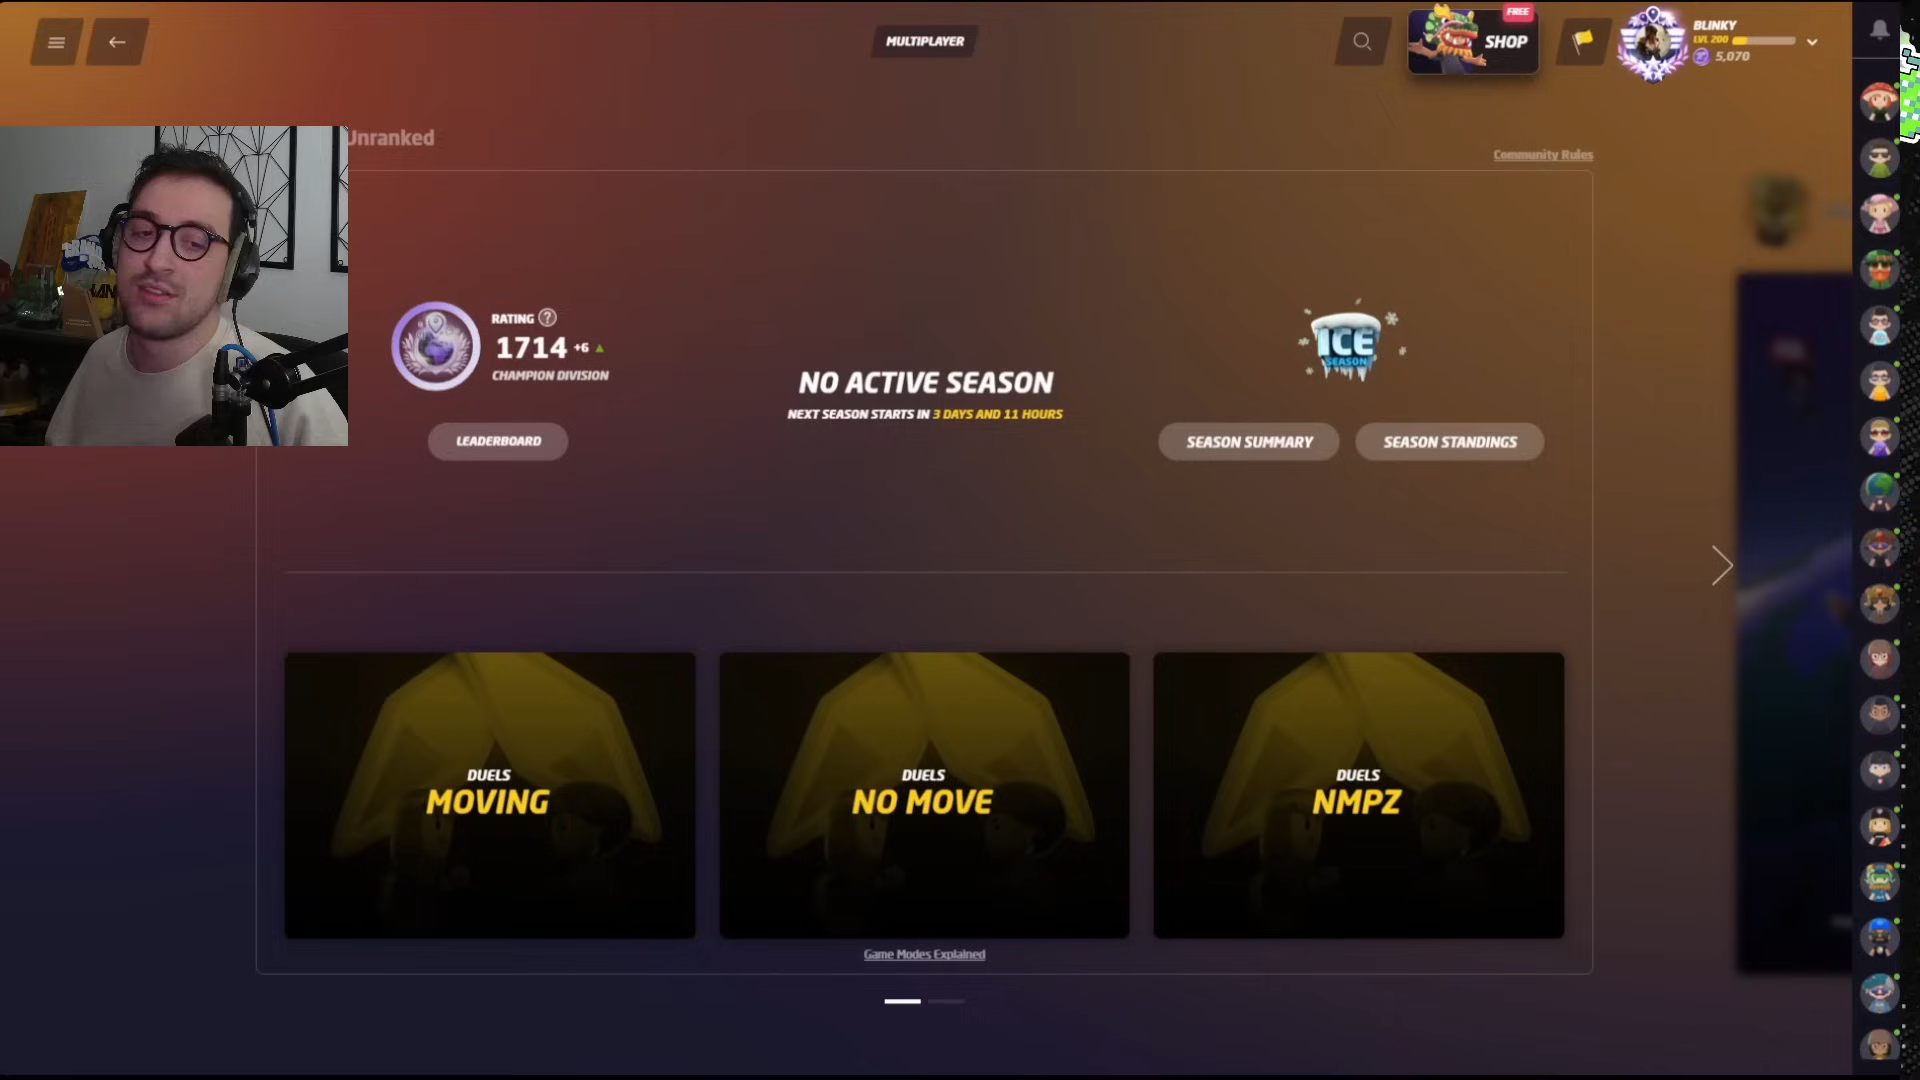 MULTIPLAYER
FREE
SHOP
BLINKY
LVL 200
5,070
Unranked
Community Rules
RATING ?
1714 +6
CHAMPION DIVISION
LEADERBOARD
NO ACTIVE SEASON
NEXT SEASON STARTS IN 3 DAYS AND 11 HOURS
ICE
SEASON
SEASON SUMMARY
SEASON STANDINGS
DUELS
MOVING
DUELS
NO MOVE
DUELS
NMPZ
Game Modes Explained